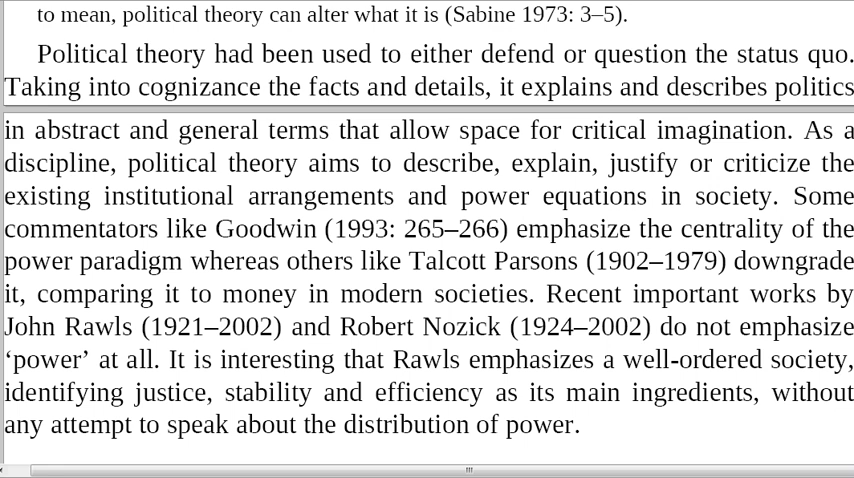 to mean, political theory can alter what it is (Sabine 1973: 3–5).
Political theory had been used to either defend or question the status quo.
Taking into cognizance the facts and details, it explains and describes politics
in abstract and general terms that allow space for critical imagination. As a
discipline, political theory aims to describe, explain, justify or criticize the
existing institutional arrangements and power equations in society. Some
commentators like Goodwin (1993: 265–266) emphasize the centrality of the
power paradigm whereas others like Talcott Parsons (1902–1979) downgrade
it, comparing it to money in modern societies. Recent important works by
John Rawls (1921–2002) and Robert Nozick (1924–2002) do not emphasize
‘power’ at all. It is interesting that Rawls emphasizes a well-ordered society,
identifying justice, stability and efficiency as its main ingredients, without
any attempt to speak about the distribution of power.